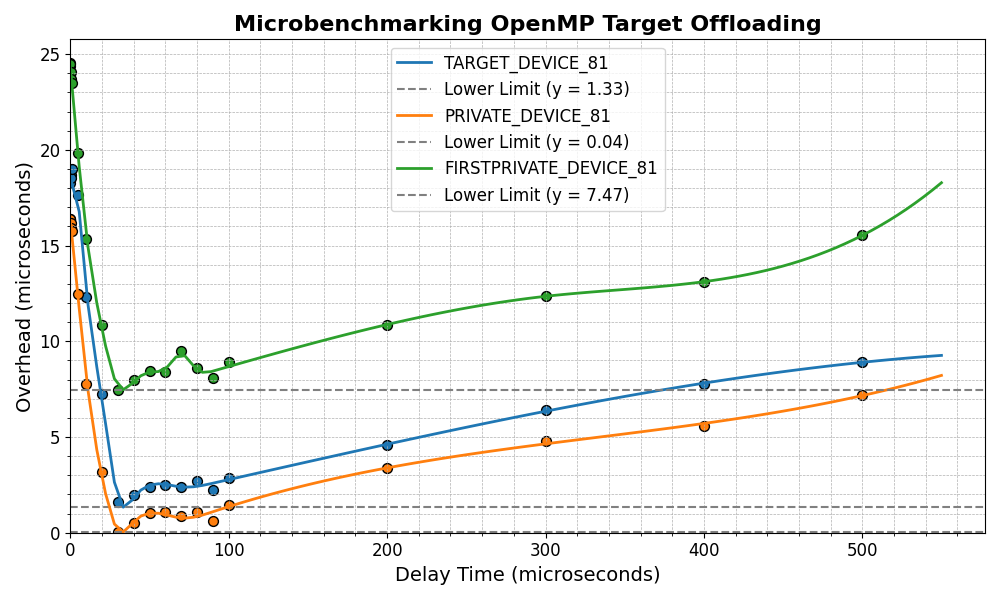 Microbenchmarking OpenMP Target Offloading
TARGET_DEVICE_81
Lower Limit (y = 1.33)
PRIVATE_DEVICE_81
Lower Limit (y = 0.04)
FIRSTPRIVATE_DEVICE_81
Lower Limit (y = 7.47)
Overhead (microseconds)
25
20
15
10
5
0
0 100 200 300 400 500
Delay Time (microseconds)